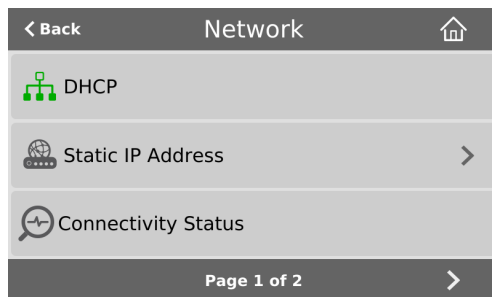 Back
Network
DHCP
Static IP Address
Connectivity Status
Page 1 of 2